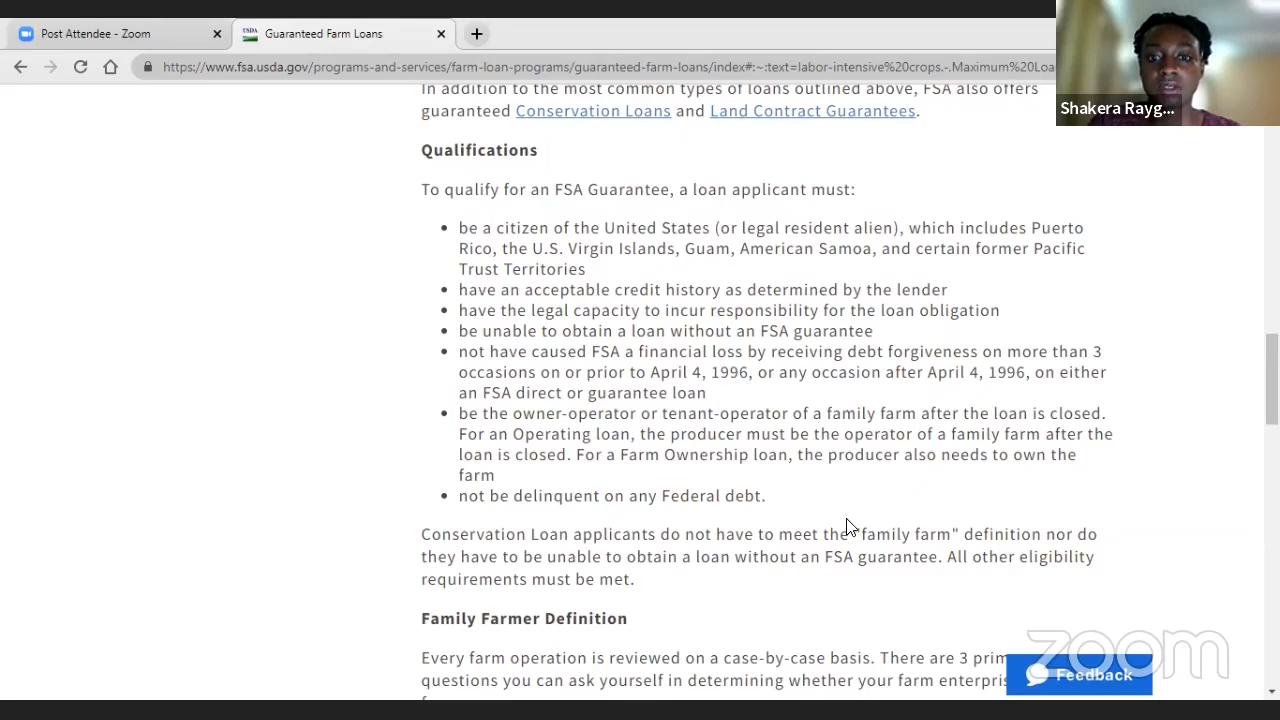 Post Attendee - Zoom
USDA
Guaranteed Farm Loans
https://www.fsa.usda.gov/programs-and-services/farm-loan-programs/guaranteed-farm-loans/index#:~:text=labor-intensive%20crops.-,Maximum%20Loa
Shakera Rayg...
In addition to the most common types of loans outlined above, FSA also offers
guaranteed Conservation Loans and Land Contract Guarantees.
Qualifications
To qualify for an FSA Guarantee, a loan applicant must:
• be a citizen of the United States (or legal resident alien), which includes Puerto
Rico, the U.S. Virgin Islands, Guam, American Samoa, and certain former Pacific
Trust Territories
• have an acceptable credit history as determined by the lender
• have the legal capacity to incur responsibility for the loan obligation
• be unable to obtain a loan without an FSA guarantee
• not have caused FSA a financial loss by receiving debt forgiveness on more than 3
occasions on or prior to April 4, 1996, or any occasion after April 4, 1996, on either
an FSA direct or guarantee loan
• be the owner-operator or tenant-operator of a family farm after the loan is closed.
For an Operating loan, the producer must be the operator of a family farm after the
loan is closed. For a Farm Ownership loan, the producer also needs to own the
farm
• not be delinquent on any Federal debt.
Conservation Loan applicants do not have to meet the "family farm" definition nor do
they have to be unable to obtain a loan without an FSA guarantee. All other eligibility
requirements must be met.
Family Farmer Definition
Every farm operation is reviewed on a case-by-case basis. There are 3 prim
questions you can ask yourself in determining whether your farm enterpris
zoom
Feedback